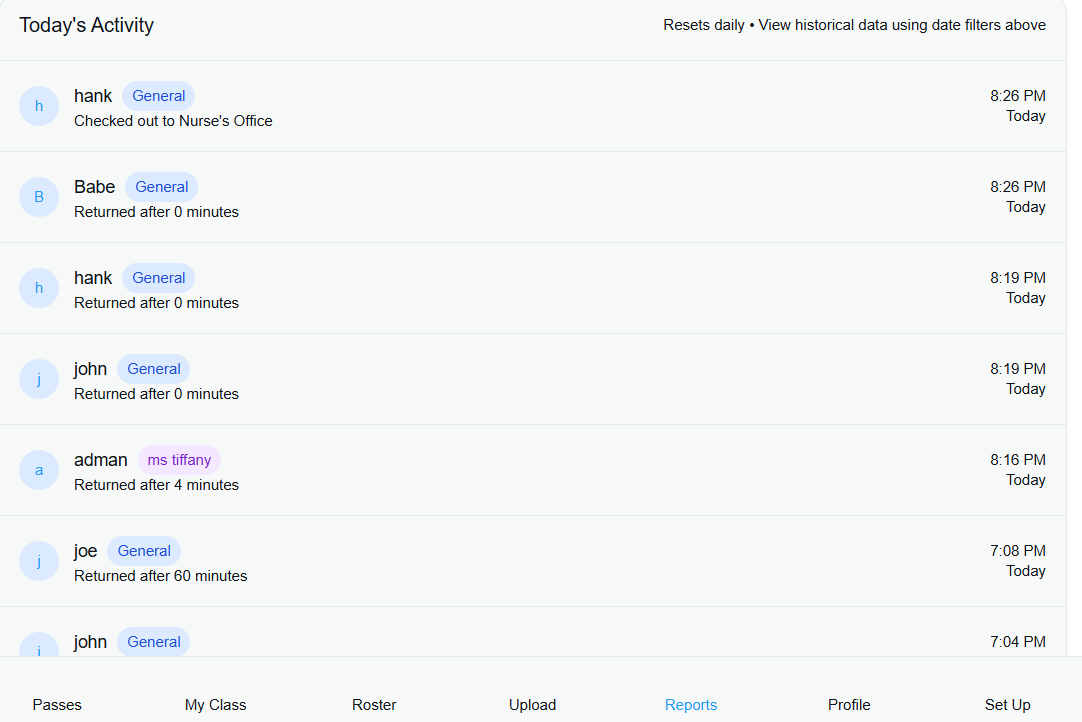 Today's Activity
Resets daily • View historical data using date filters above
h
hank General
8:26 PM
Checked out to Nurse's Office
Today
B
Babe General
8:26 PM
Returned after 0 minutes
Today
h
hank General
8:19 PM
Returned after 0 minutes
Today
j
john General
8:19 PM
Returned after 0 minutes
Today
a
adman ms tiffany
8:16 PM
Returned after 4 minutes
Today
j
joe General
7:08 PM
Returned after 60 minutes
Today
j
john General
7:04 PM
Passes My Class Roster Upload Reports Profile Set Up